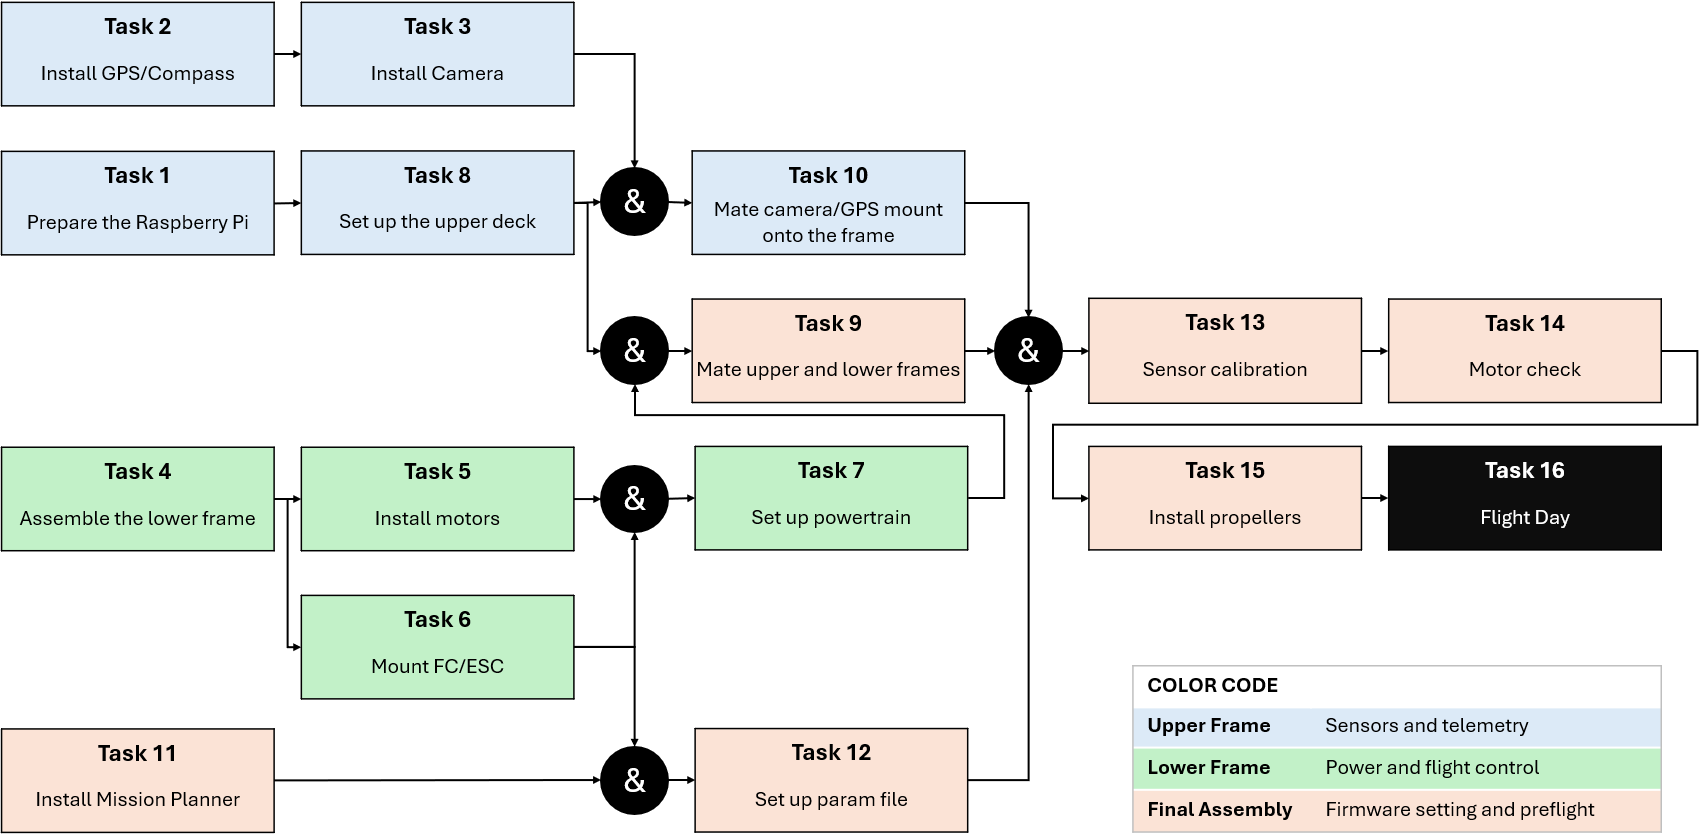 Task 2
Install GPS/Compass
Task 3
Install Camera
Task 1
Prepare the Raspberry Pi
Task 8
Set up the upper deck
&
Task 10
Mate camera/GPS mount
onto the frame
&
Task 9
Mate upper and lower frames
&
Task 13
Sensor calibration
Task 14
Motor check
Task 4
Assemble the lower frame
Task 5
Install motors
&
Task 7
Set up powertrain
Task 15
Install propellers
Task 16
Flight Day
Task 6
Mount FC/ESC
Task 11
Install Mission Planner
&
Task 12
Set up param file
COLOR CODE
Upper Frame Sensors and telemetry
Lower Frame Power and flight control
Final Assembly Firmware setting and preflight